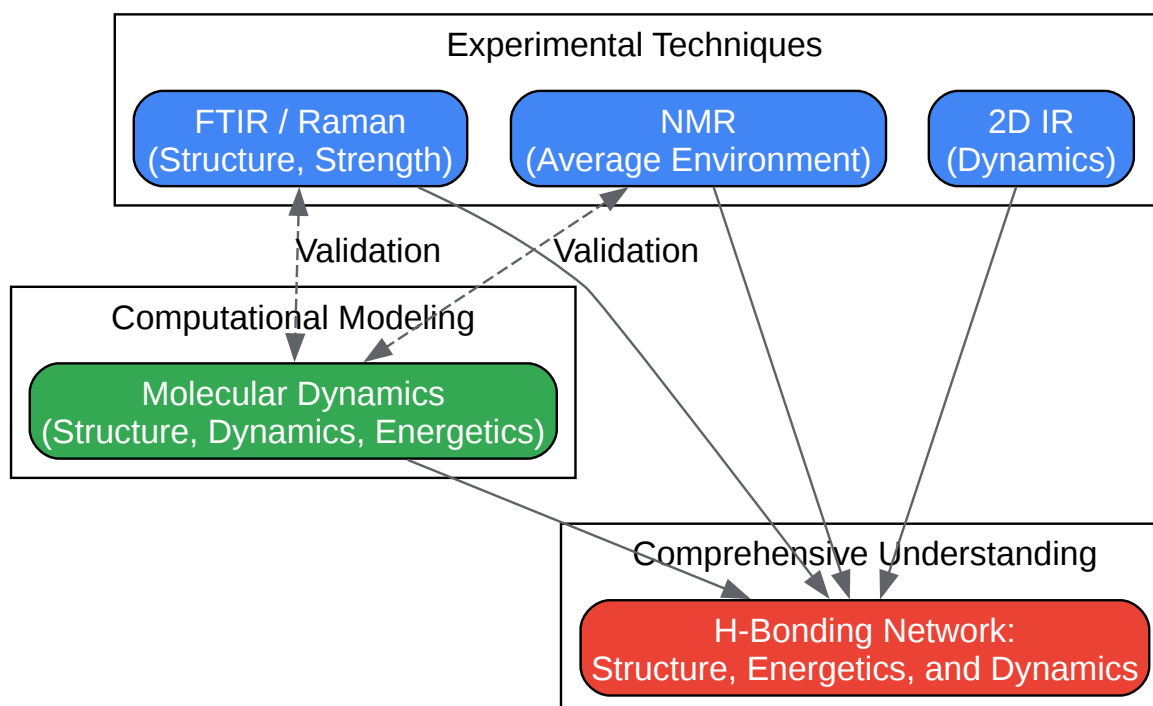 Experimental Techniques
FTIR / Raman
(Structure, Strength)
NMR
(Average Environment)
2D IR
(Dynamics)
Validation
Validation
Computational Modeling
Molecular Dynamics
(Structure, Dynamics, Energetics)
Comprehensive Understanding
H-Bonding Network:
Structure, Energetics, and Dynamics